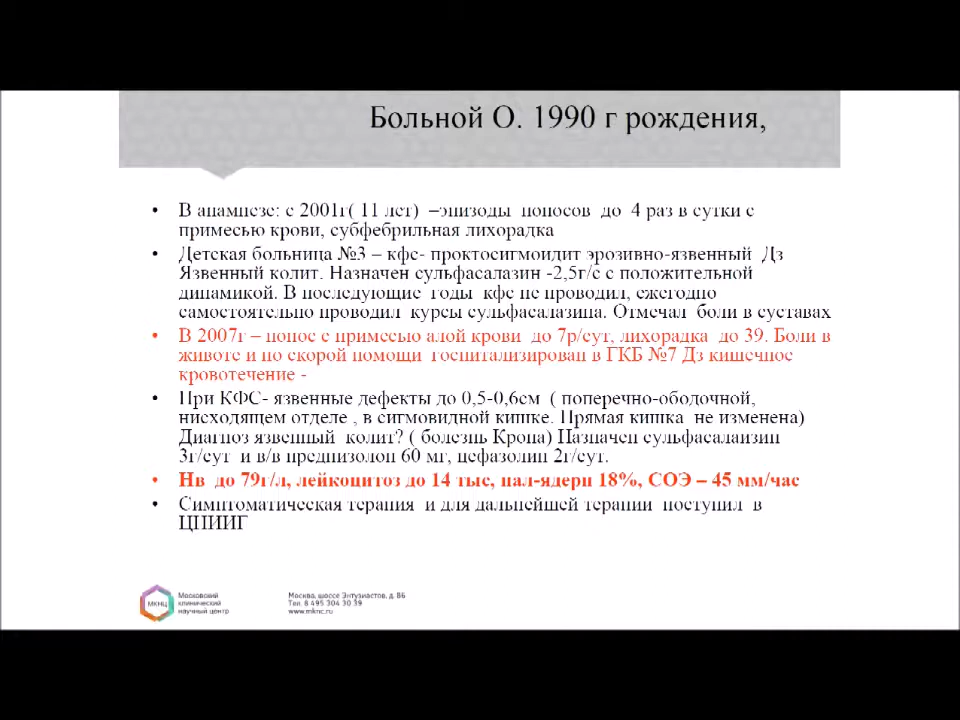 Больной О. 1990 г рождения,
• В анамнезе: с 2001г( 11 лет) –эпизоды поносов до 4 раз в сутки с
примесью крови, субфебрильная лихорадка
• Детская больница №3 – кфс- проктосигмоидит эрозивно-язвенный Дз
Язвенный колит. Назначен сульфасалазин -2,5г/с с положительной
динамикой. В последующие годы кфс не проводил, ежегодно
самостоятельно проводил курсы сульфасалазина. Отмечал боли в суставах
• В 2007г – понос с примесью алой крови до 7р/сут, лихорадка до 39. Боли в
животе и по скорой помощи госпитализирован в ГКБ №7 Дз кишечное
кровотечение -
• При КФС- язвенные дефекты до 0,5-0,6см ( поперечно-ободочной,
нисходящем отделе , в сигмовидной кишке. Прямая кишка не изменена)
Диагноз язвенный колит? ( болезнь Крона) Назначен сульфасалаизин
3г/сут и в/в преднизолон 60 мг, цефазолин 2г/сут.
• Нв до 79г/л, лейкоцитоз до 14 тыс, пал-ядерн 18%, СОЭ – 45 мм/час
• Симптоматическая терапия и для дальнейшей терапии поступил в
ЦНИИГ
МКНЦ
Московский
клинический
научный центр
Москва, шоссе Энтузиастов, д. 86
Тел. 8 495 304 30 39
www.mknc.ru